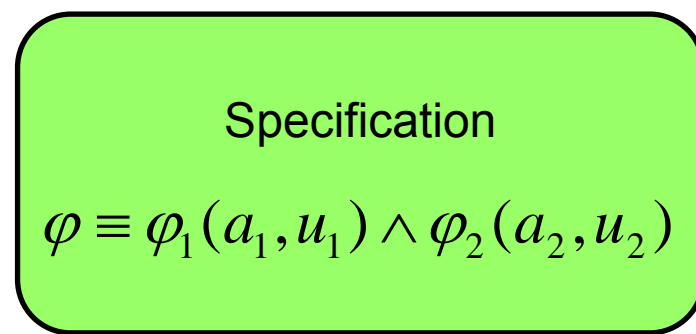 Specification
φ ≡ φ₁(a₁,u₁) ∧ φ₂(a₂,u₂)